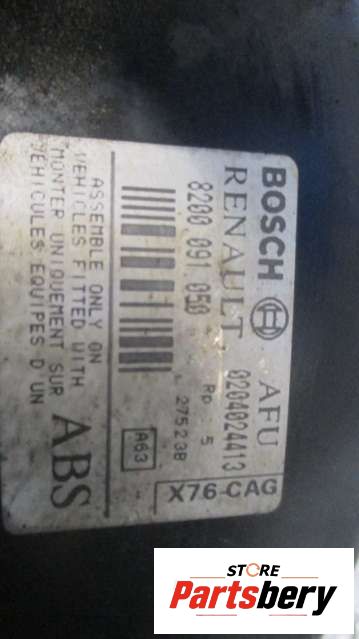 BOSCH AFU
RENAULT 0204024413
8200 091 050 Rp 5
27523B
A63
X76-CAG
ASSEMBLE ONLY ON
VEHICLES FITTED WITH
MONTER UNIQUEMENT SUR
VEHICULES EQUIPES D UN
ABS
STORE
Partsbery